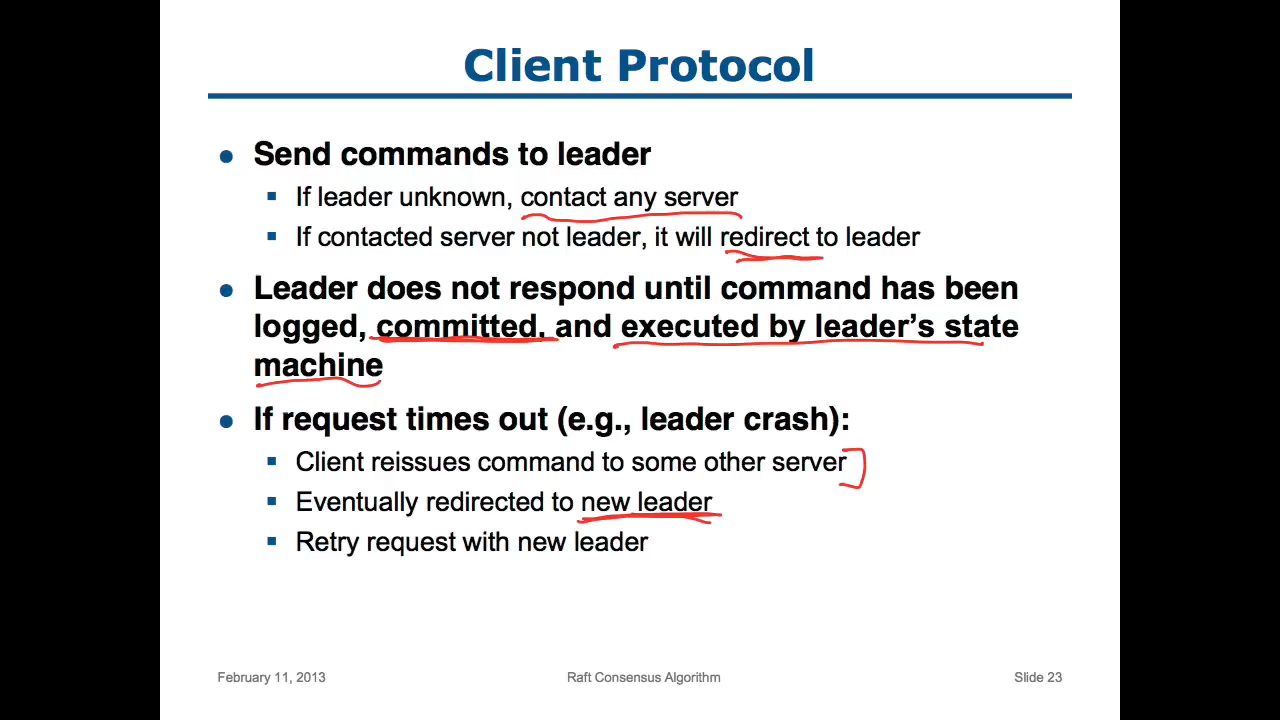 Client Protocol
● Send commands to leader
▪ If leader unknown, contact any server
▪ If contacted server not leader, it will redirect to leader
● Leader does not respond until command has been
logged, committed, and executed by leader’s state
machine
● If request times out (e.g., leader crash):
▪ Client reissues command to some other server
▪ Eventually redirected to new leader
▪ Retry request with new leader
February 11, 2013 Raft Consensus Algorithm Slide 23